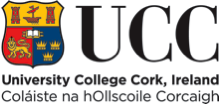 UCC
University College Cork, Ireland
Coláiste na hOllscoile Corcaigh